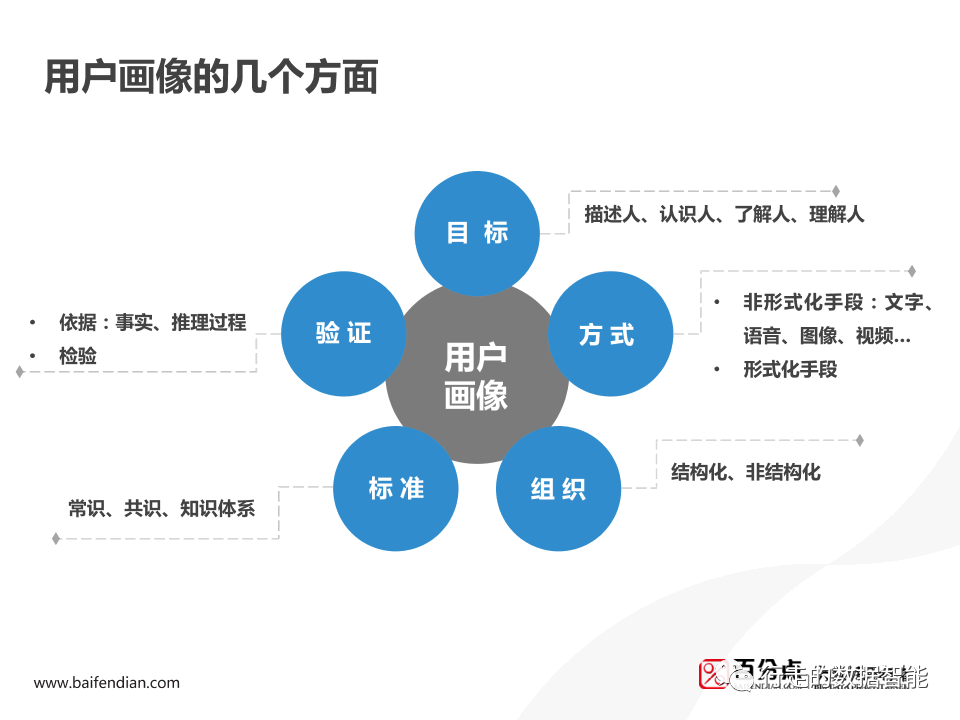 用户画像的几个方面
目 标
描述人、认识人、了解人、理解人
方 式
• 非形式化手段：文字、
语音、图像、视频...
• 形式化手段
用户
画像
验 证
• 依据：事实、推理过程
• 检验
标 准
常识、共识、知识体系
组 织
结构化、非结构化
www.baifendian.com
百分点
行走的数据智能